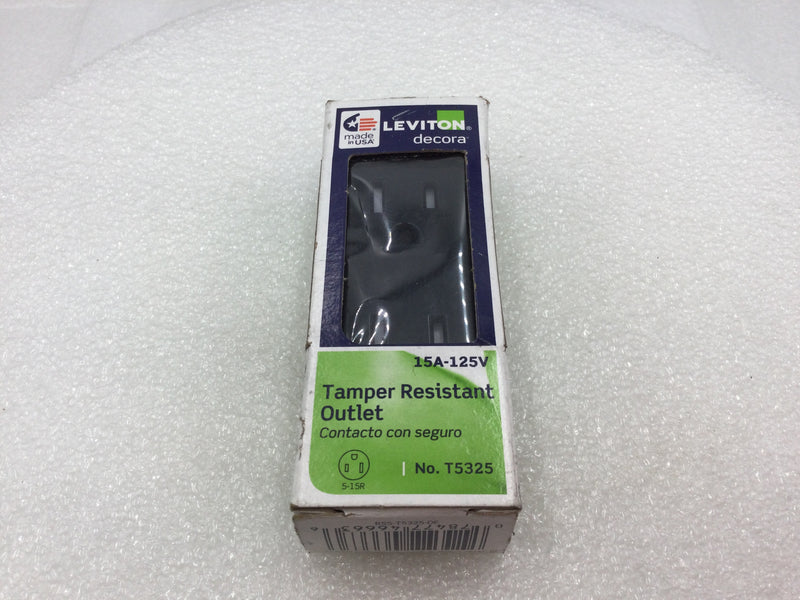 made
in USA
LEVITON®
decora
15A-125V
Tamper Resistant
Outlet
Contacto con seguro
5-15R
No. T5325